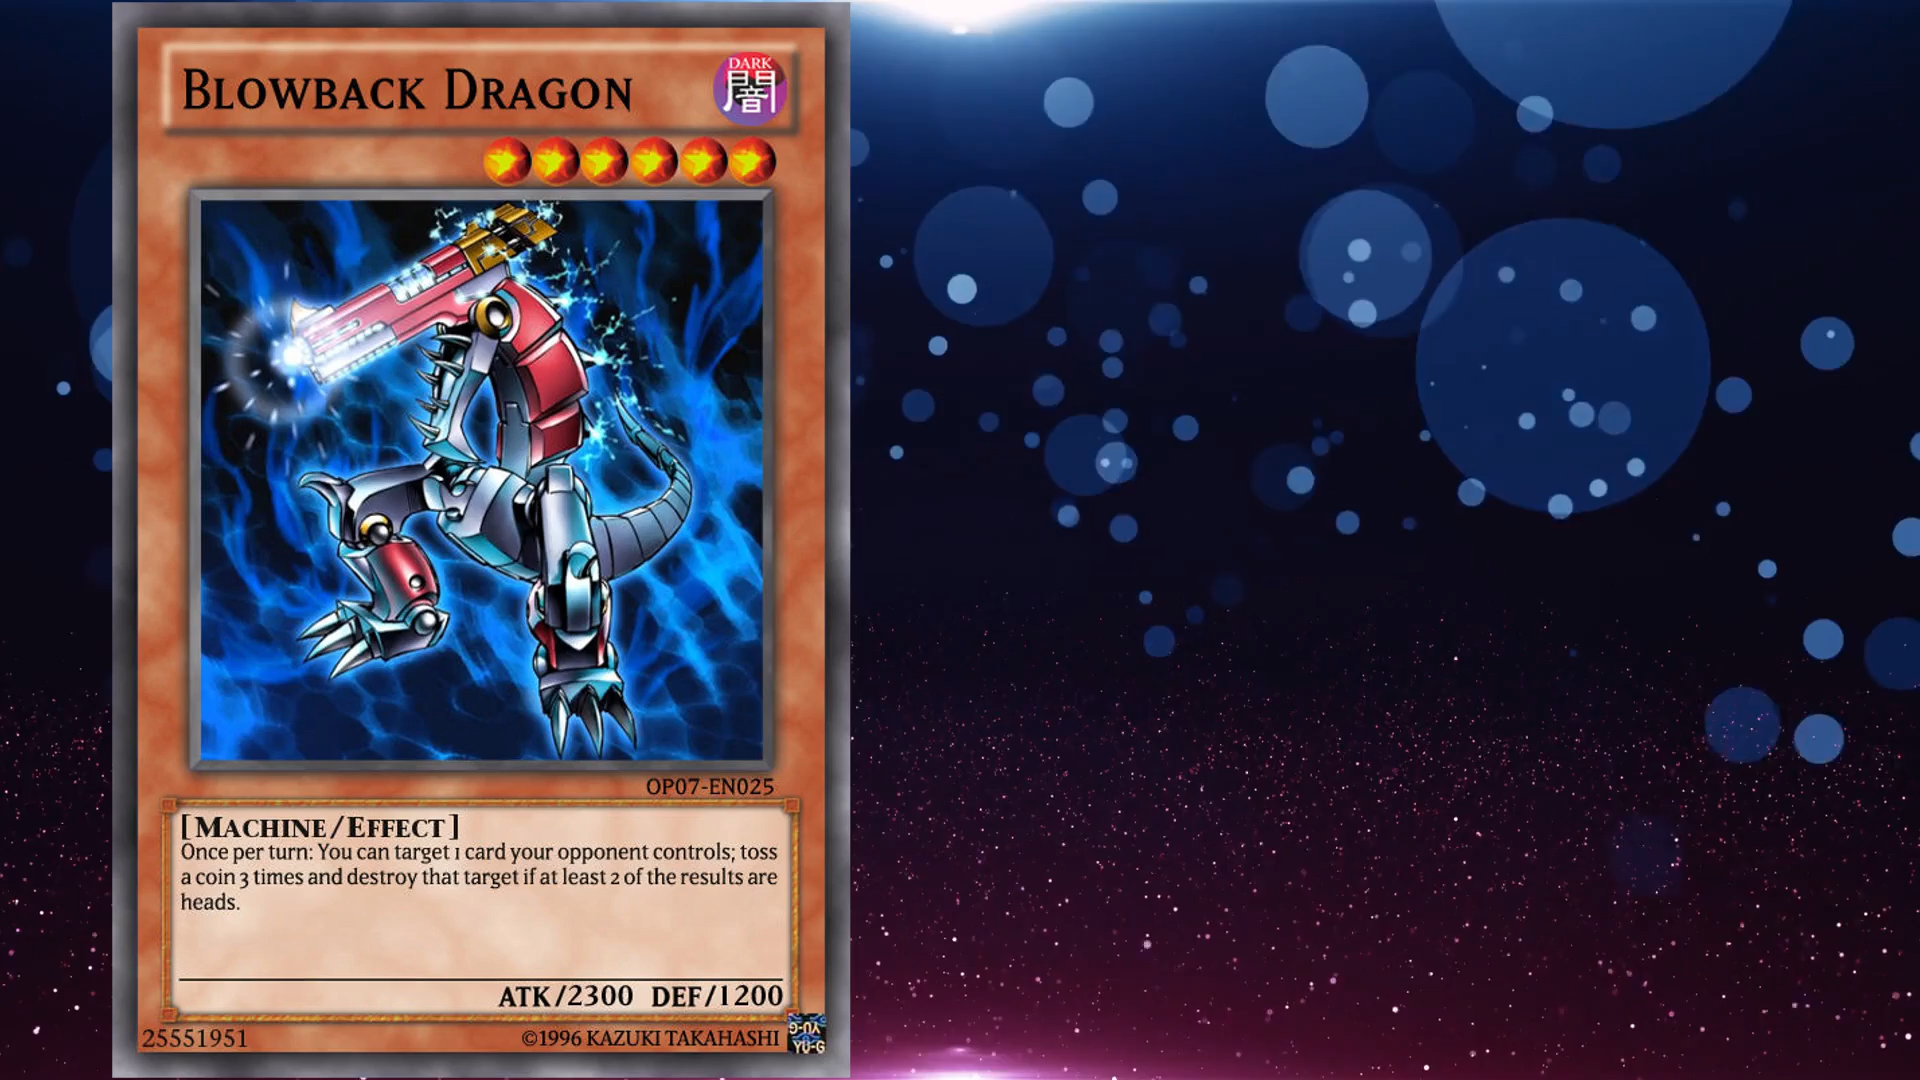 BLOWBACK DRAGON
DARK
闇
OP07-EN025
[MACHINE/EFFECT]
Once per turn: You can target 1 card your opponent controls; toss
a coin 3 times and destroy that target if at least 2 of the results are
heads.
ATK/2300 DEF/1200
25551951
©1996 KAZUKI TAKAHASHI